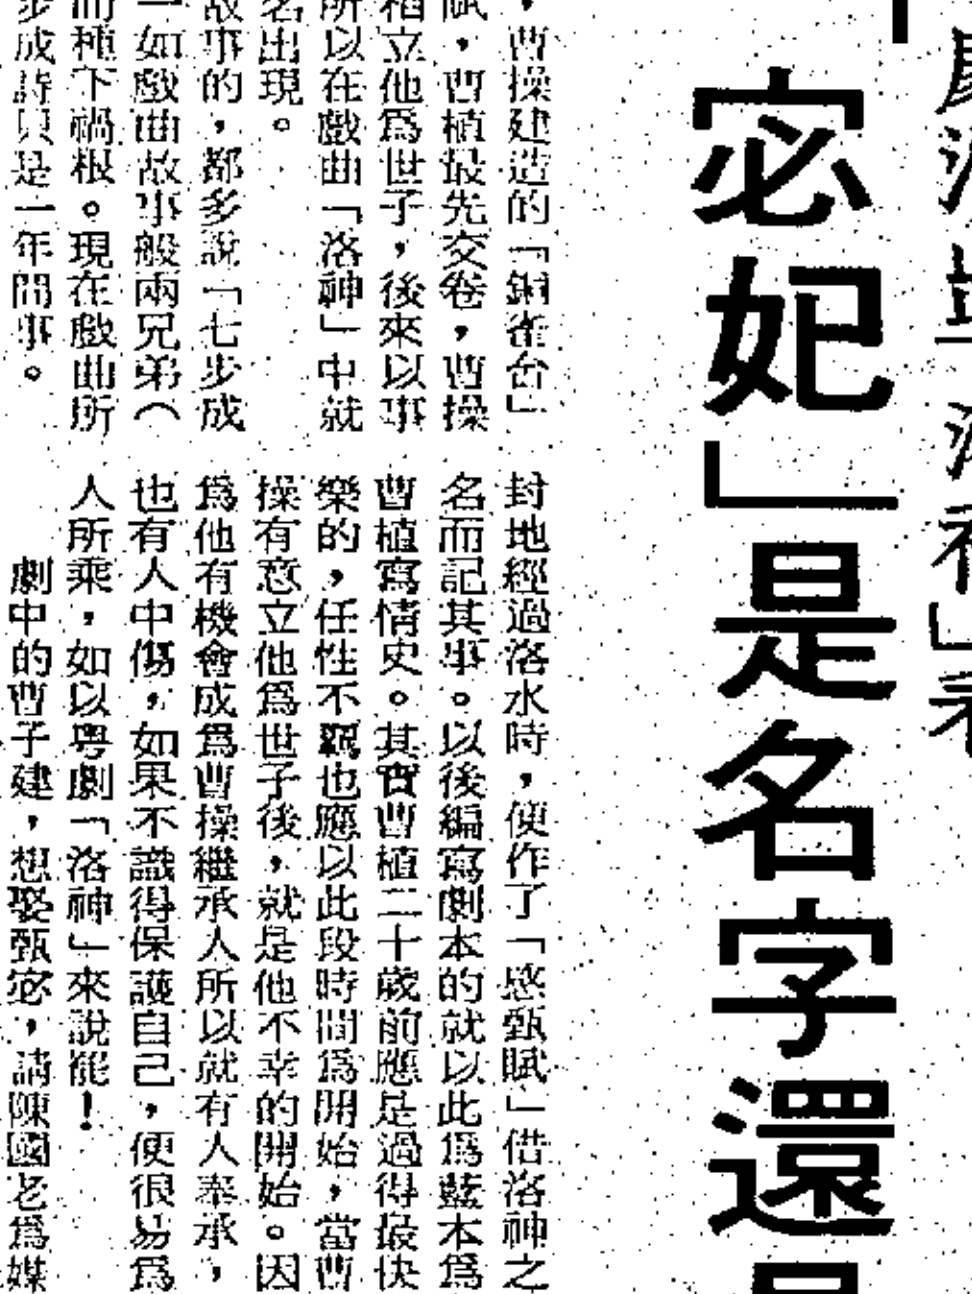 宓妃」是名字還
，曹操建造的「銅雀台」
賦，曹植最先交卷，曹操
相立他爲世子，後來以事
所以在戲曲「洛神」中就
名出現。
故事的，都多說「七步成
一如戲曲故事般兩兄弟（
而種下禍根。現在戲曲所
步成詩只是一年間事。
封地經過洛水時，便作了「感甄賦」借洛神之
名而記其事。以後編寫劇本的就以此爲藍本爲
曹植寫情史。其實曹植二十歲前應是過得最快
樂的，任性不羈也應以此段時間爲開始，當曹
操有意立他爲世子後，就是他不幸的開始。因
爲他有機會成爲曹操繼承人所以就有人奉承，
也有人中傷，如果不識得保護自己，便很易爲
人所乘，如以粵劇「洛神」來說罷！
劇中的曹子建，想娶甄宓，請陳國老爲媒